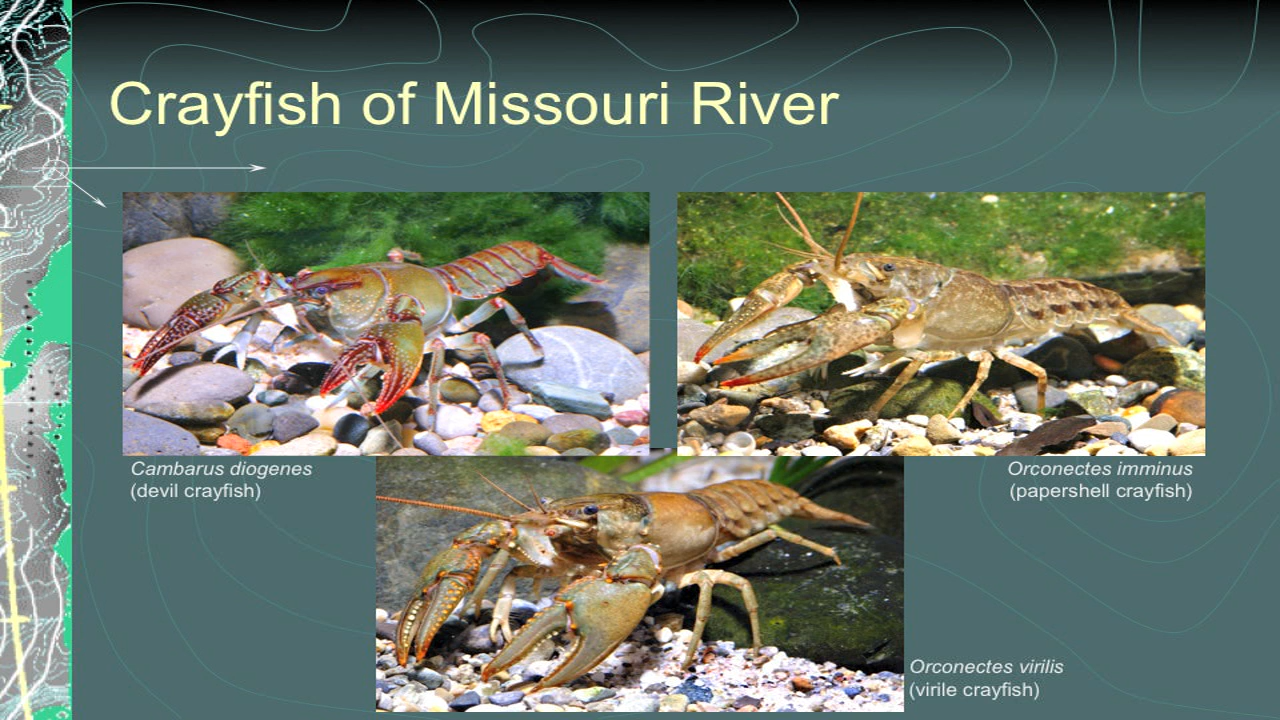 Crayfish of Missouri River
Cambarus diogenes
(devil crayfish)
Orconectes imminus
(papershell crayfish)
Orconectes virilis
(virile crayfish)